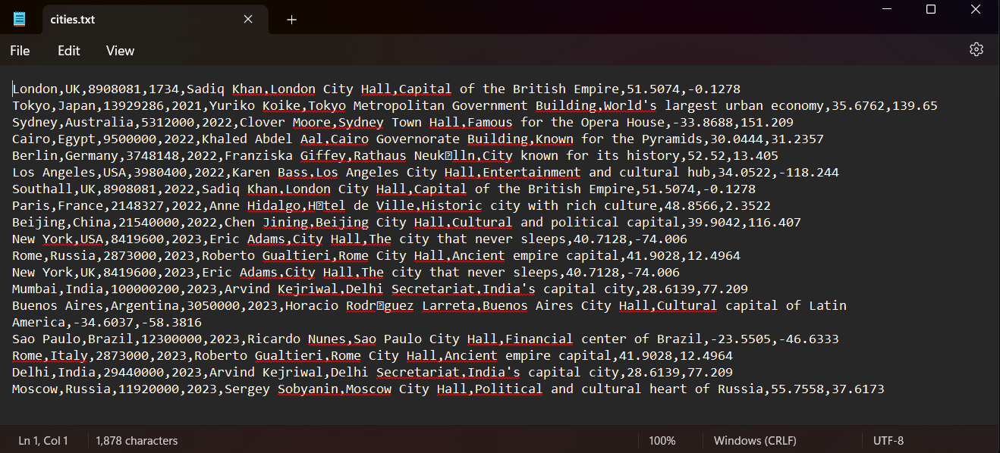 cities.txt
File Edit View
London,UK,8908081,1734,Sadiq Khan,London City Hall,Capital of the British Empire,51.5074,-0.1278
Tokyo,Japan,13929286,2021,Yuriko Koike,Tokyo Metropolitan Government Building,World's largest urban economy,35.6762,139.65
Sydney,Australia,5312000,2022,Clover Moore,Sydney Town Hall,Famous for the Opera House,-33.8688,151.209
Cairo,Egypt,9500000,2022,Khaled Abdel Aal,Cairo Governorate Building,Known for the Pyramids,30.0444,31.2357
Berlin,Germany,3748148,2022,Franziska Giffey,Rathaus Neuk�lln,City known for its history,52.52,13.405
Los Angeles,USA,3980400,2022,Karen Bass,Los Angeles City Hall,Entertainment and cultural hub,34.0522,-118.244
Southall,UK,8908081,2022,Sadiq Khan,London City Hall,Capital of the British Empire,51.5074,-0.1278
Paris,France,2148327,2022,Anne Hidalgo,H�tel de Ville,Historic city with rich culture,48.8566,2.3522
Beijing,China,21540000,2022,Chen Jining,Beijing City Hall,Cultural and political capital,39.9042,116.407
New York,USA,8419600,2023,Eric Adams,City Hall,The city that never sleeps,40.7128,-74.006
Rome,Russia,2873000,2023,Roberto Gualtieri,Rome City Hall,Ancient empire capital,41.9028,12.4964
New York,UK,8419600,2023,Eric Adams,City Hall,The city that never sleeps,40.7128,-74.006
Mumbai,India,100000200,2023,Arvind Kejriwal,Delhi Secretariat,India's capital city,28.6139,77.209
Buenos Aires,Argentina,3050000,2023,Horacio Rodr�guez Larreta,Buenos Aires City Hall,Cultural capital of Latin
America,-34.6037,-58.3816
Sao Paulo,Brazil,12300000,2023,Ricardo Nunes,Sao Paulo City Hall,Financial center of Brazil,-23.5505,-46.6333
Rome,Italy,2873000,2023,Roberto Gualtieri,Rome City Hall,Ancient empire capital,41.9028,12.4964
Delhi,India,29440000,2023,Arvind Kejriwal,Delhi Secretariat,India's capital city,28.6139,77.209
Moscow,Russia,11920000,2023,Sergey Sobyanin,Moscow City Hall,Political and cultural heart of Russia,55.7558,37.6173
Ln 1, Col 1 1,878 characters 100% Windows (CRLF) UTF-8